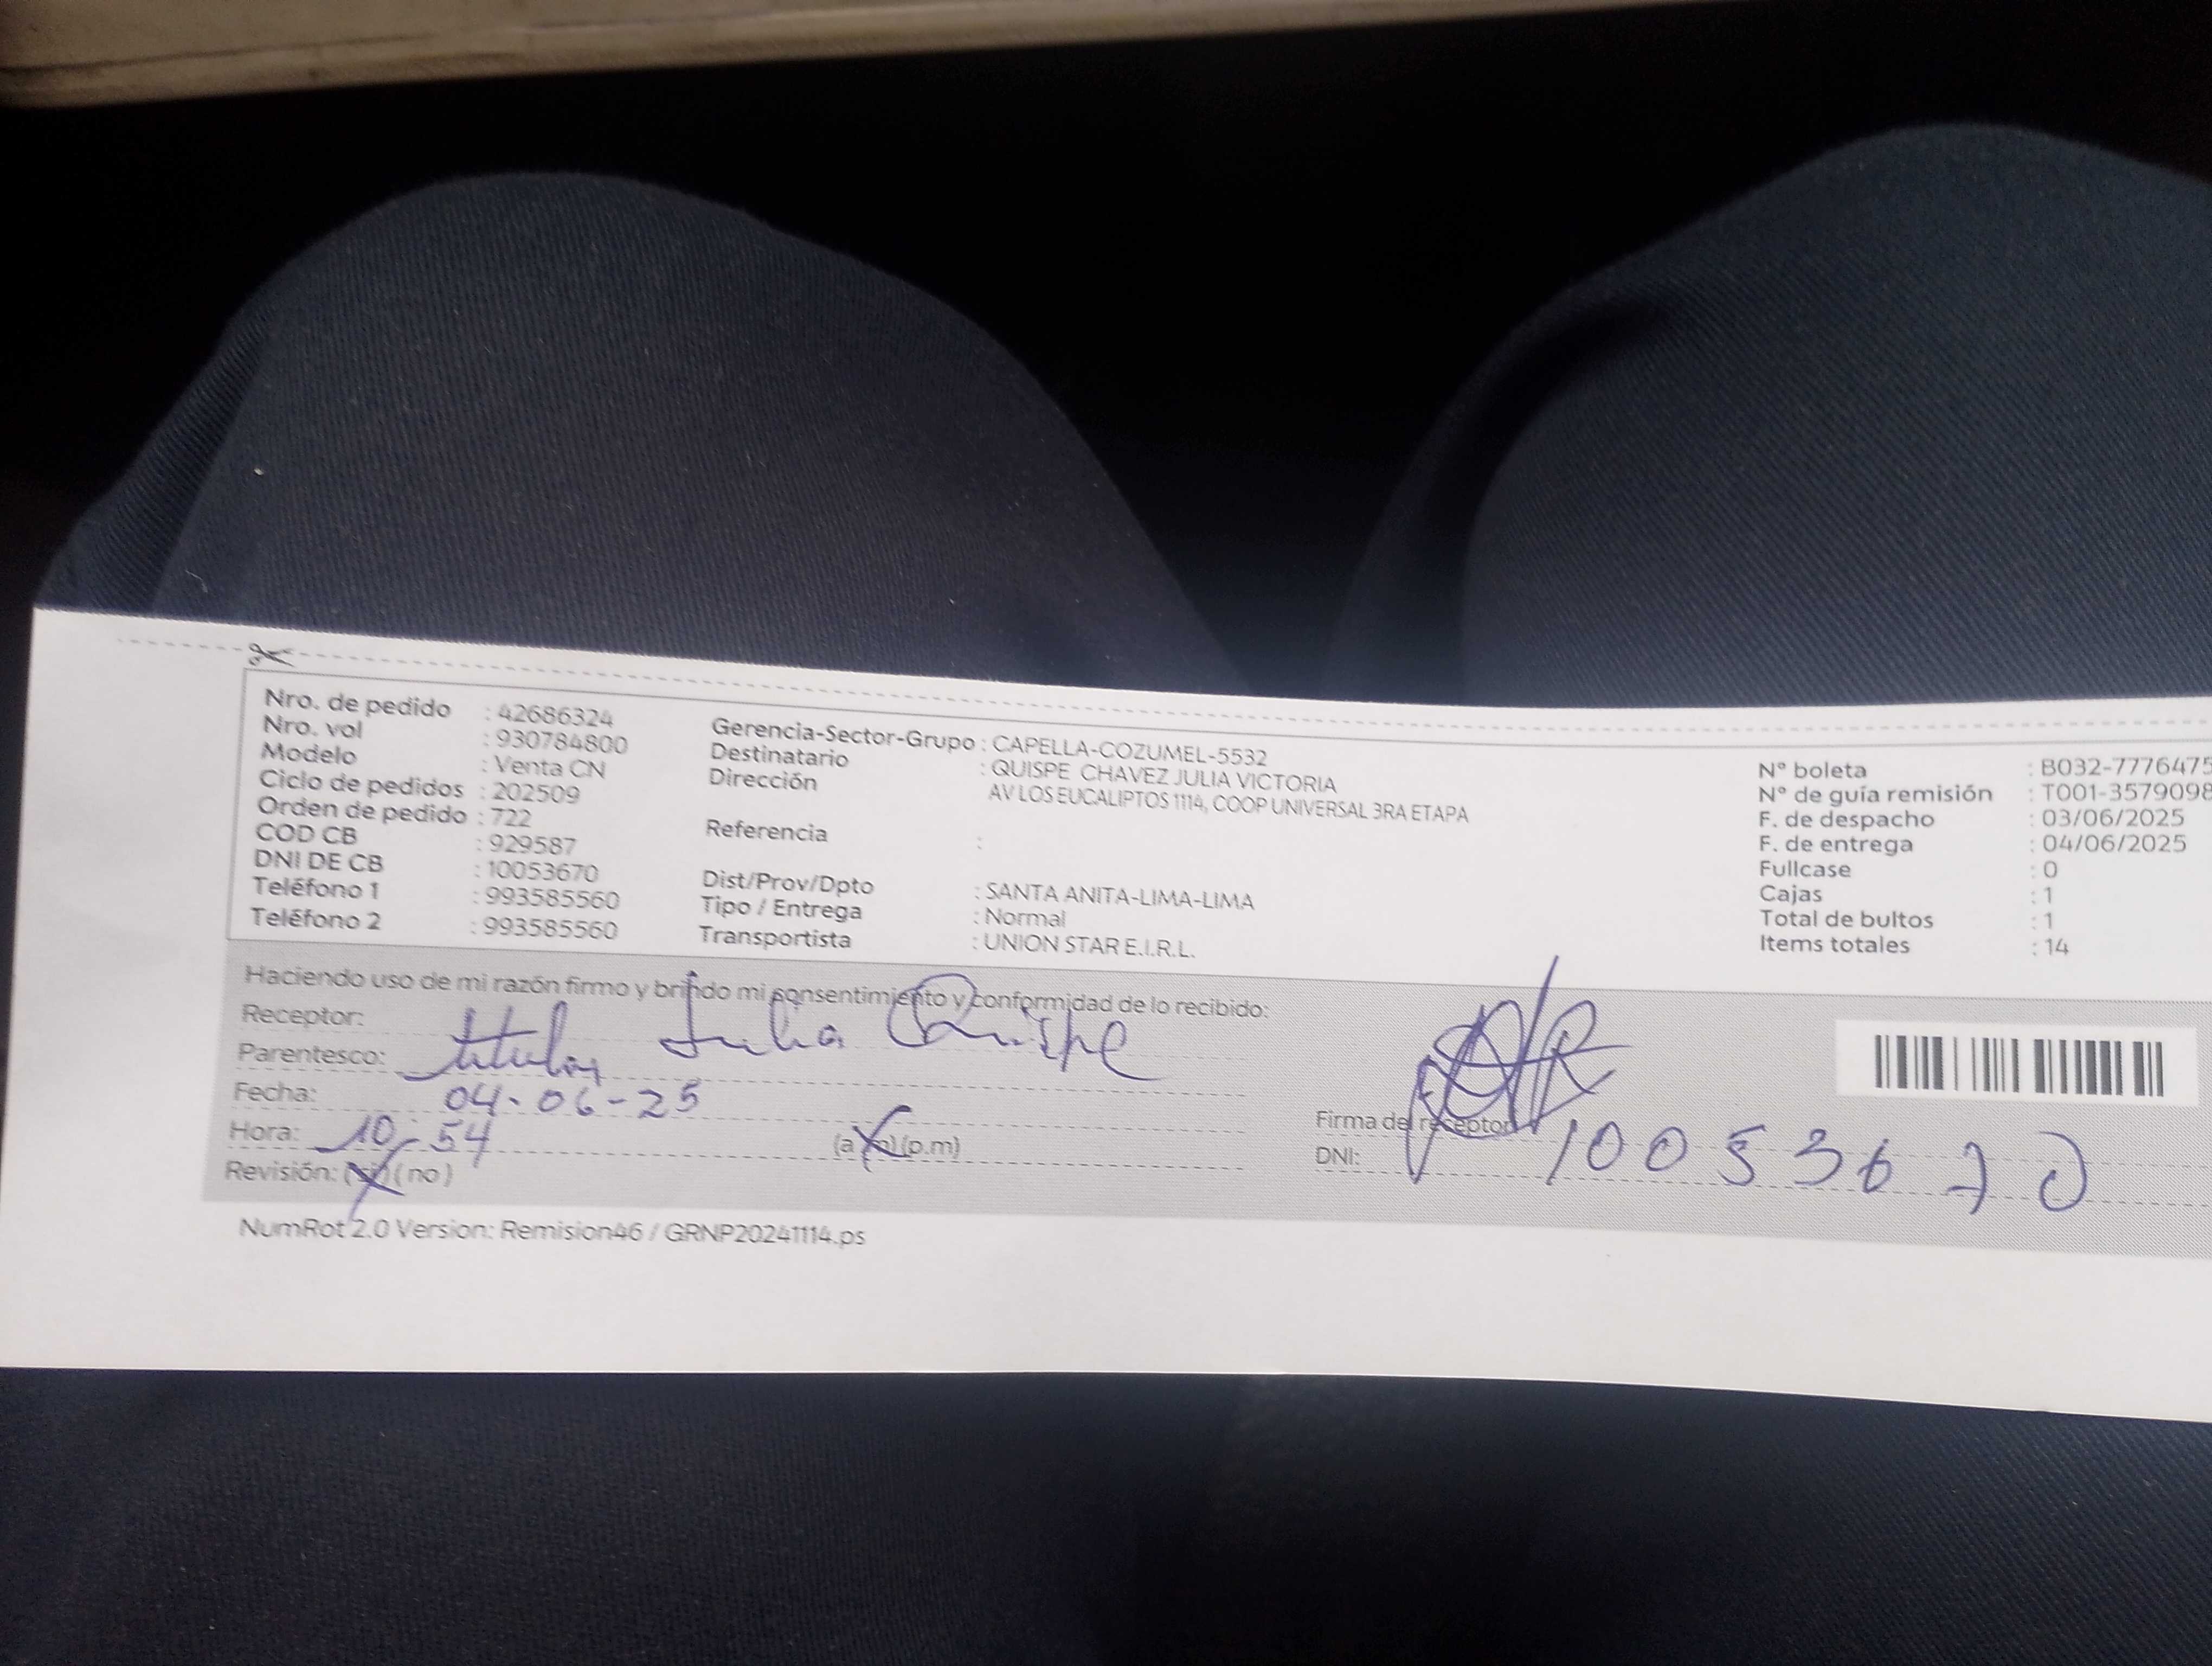 Nro. de pedido : 42686324
Nro. vol : 930784800
Modelo : Venta CN
Ciclo de pedidos : 202509
Orden de pedido : 722
COD CB : 929587
DNI DE CB : 10053670
Teléfono 1 : 993585560
Teléfono 2 : 993585560
Gerencia-Sector-Grupo : CAPELLA-COZUMEL-5532
Destinatario : QUISPE CHAVEZ JULIA VICTORIA
Dirección AV LOS EUCALIPTOS 1114, COOP UNIVERSAL 3RA ETAPA
Referencia :
Dist/Prov/Dpto : SANTA ANITA-LIMA-LIMA
Tipo / Entrega : Normal
Transportista : UNION STAR E.I.R.L.
N° boleta : B032-7776475
N° de guía remisión : T001-3579098
F. de despacho : 03/06/2025
F. de entrega : 04/06/2025
Fullcase : 0
Cajas : 1
Total de bultos : 1
Items totales : 14
Haciendo uso de mi razón firmo y brindo mi consentimiento y conformidad de lo recibido:
Receptor: Julia Quispe
Parentesco: titular
Fecha: 04-06-25
Hora: 10:54 (a.m) (p.m)
Revisión: (si) (no)
Firma del receptor
DNI: 10053670
NumRot 2.0 Version: Remision46 / GRNP20241114.ps